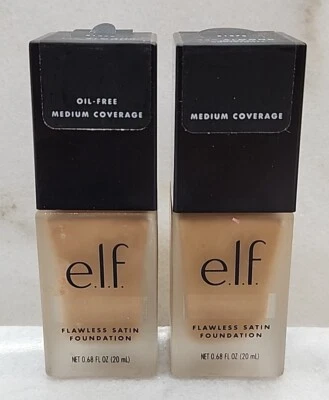 OIL-FREE
MEDIUM COVERAGE
e.l.f.
FLAWLESS SATIN
FOUNDATION
NET 0.68 FL OZ (20 mL)
MEDIUM COVERAGE
e.l.f.
FLAWLESS SATIN
FOUNDATION
NET 0.68 FL OZ (20 mL)